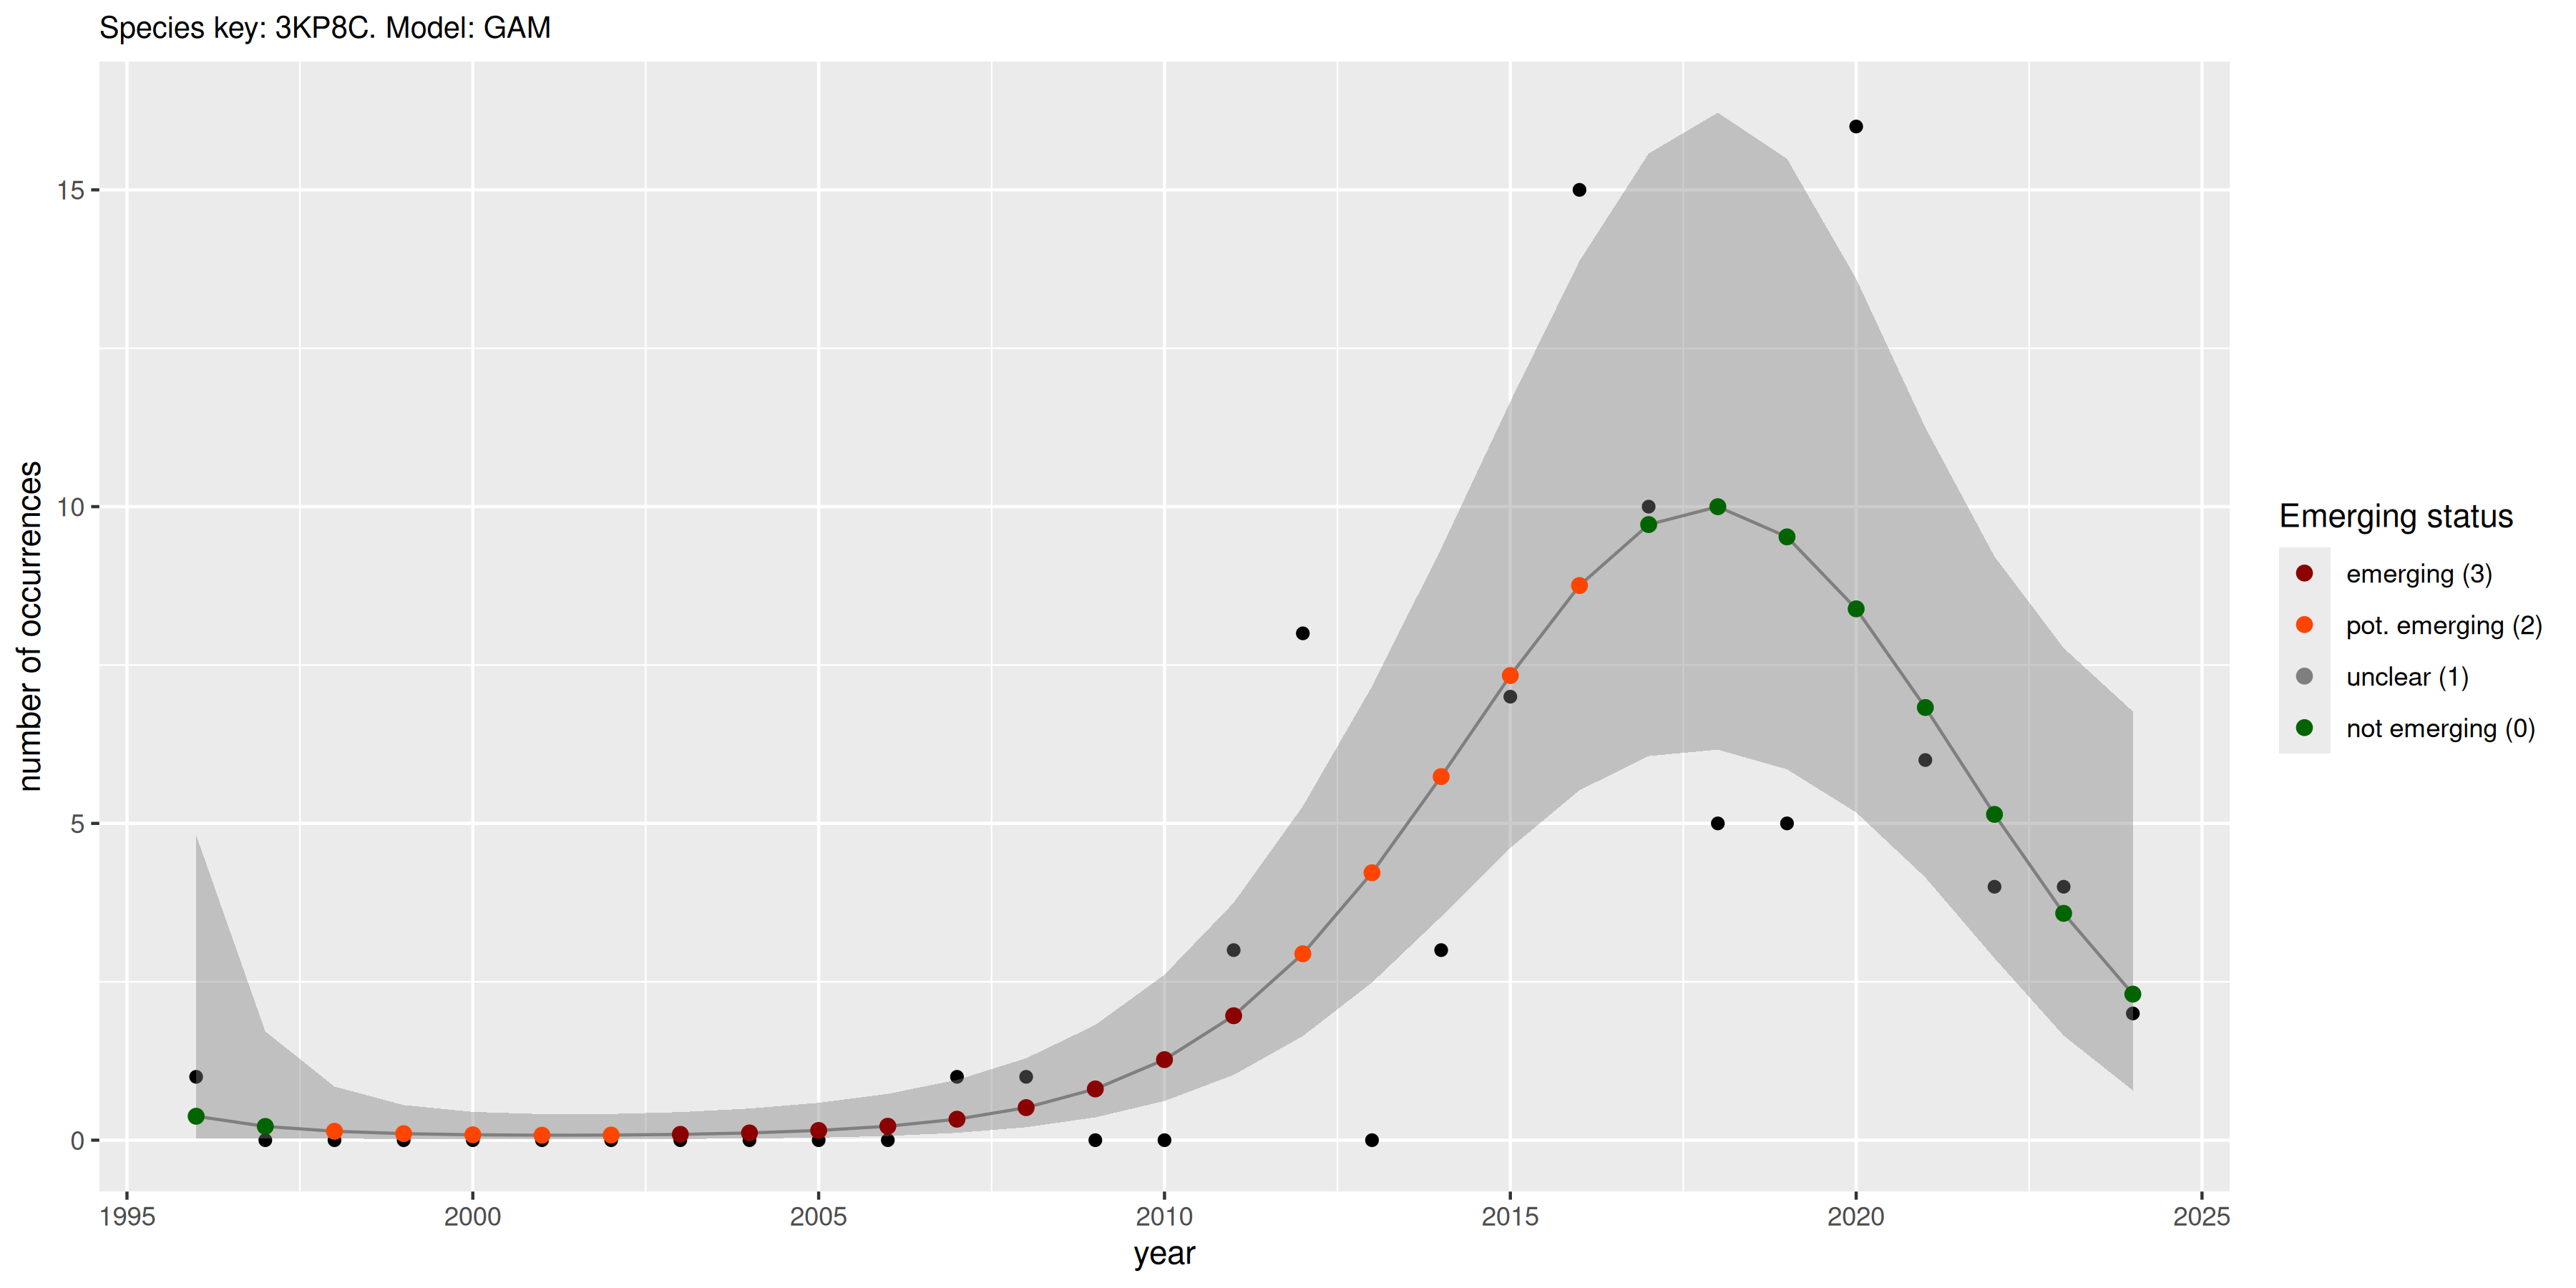 Species key: 3KP8C. Model: GAM
number of occurrences
15
10
5
0
1995
2000
2005
2010
2015
2020
2025
year
Emerging status
emerging (3)
pot. emerging (2)
unclear (1)
not emerging (0)